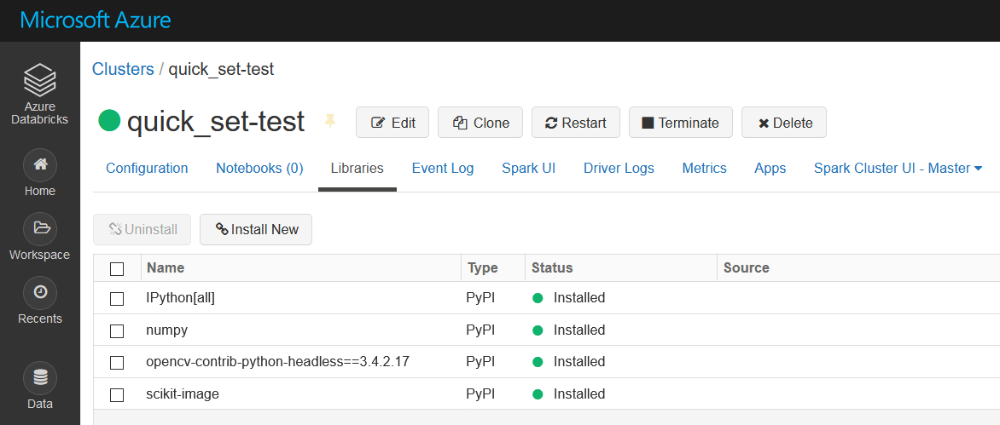 Microsoft Azure
Azure
Databricks
Home
Workspace
Recents
Data
Clusters / quick_set-test
quick_set-test Edit Clone Restart Terminate Delete
Configuration Notebooks (0) Libraries Event Log Spark UI Driver Logs Metrics Apps Spark Cluster UI - Master
Uninstall Install New
Name Type Status Source
IPython[all] PyPI Installed
numpy PyPI Installed
opencv-contrib-python-headless==3.4.2.17 PyPI Installed
scikit-image PyPI Installed